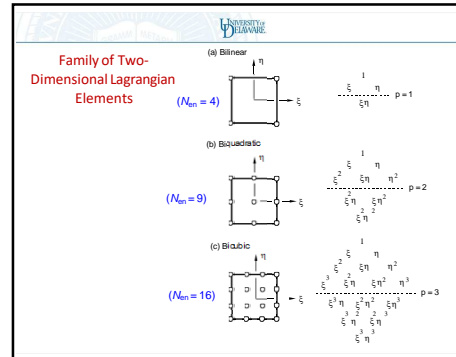 UNIVERSITY OF
DELAWARE
Family of Two-
Dimensional Lagrangian
Elements
(a) Bilinear
η
ξ
(Nen = 4)
1
ξ η
ξη
p = 1
(b) Biquadratic
η
ξ
(Nen = 9)
1
ξ η
ξ² ξη η²
ξ²η ξη²
ξ²η²
p = 2
(c) Bicubic
η
ξ
(Nen = 16)
1
ξ η
ξ² ξη η²
ξ³ ξ²η ξη² η³
ξ³η ξ²η² ξη³
ξ³η² ξ²η³
ξ³η³
p = 3